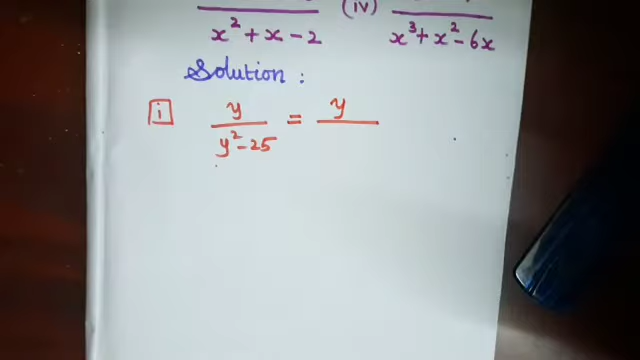 x² + x - 2 (iv) x³ + x² - 6x
Solution :
i y / y² - 25 = y /